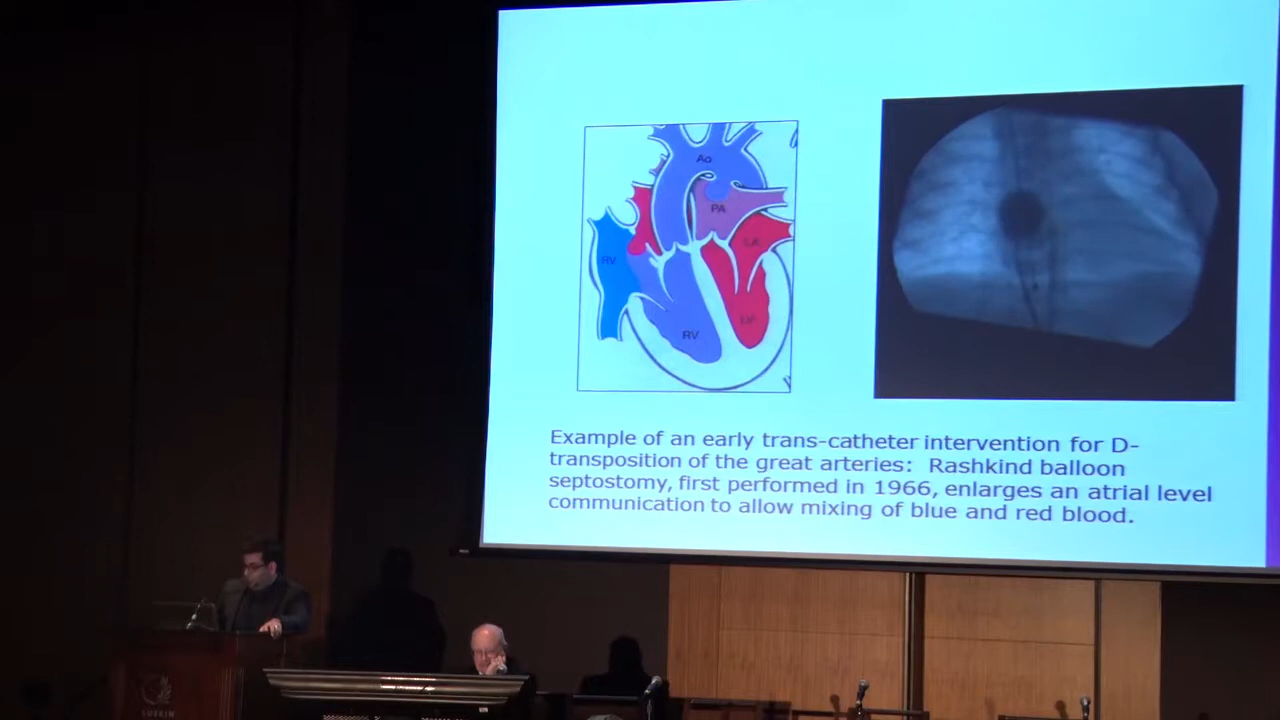 Ao
PA
LA
RV
LV
RV
Example of an early trans-catheter intervention for D-
transposition of the great arteries: Rashkind balloon
septostomy, first performed in 1966, enlarges an atrial level
communication to allow mixing of blue and red blood.
LUSKIN